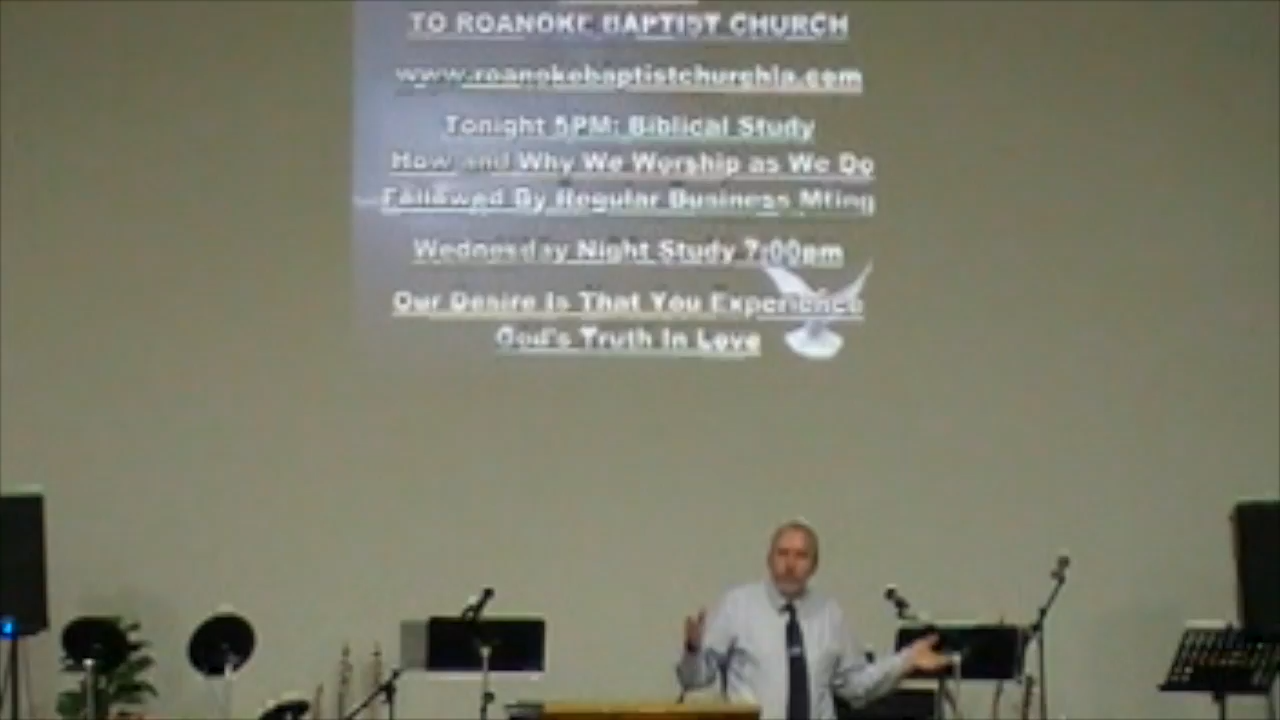 TO ROANOKE BAPTIST CHURCH
www.roanokebaptistchurchla.com
Tonight 5PM: Biblical Study
How and Why We Worship as We Do
Followed By Regular Business Mting
Wednesday Night Study 7:00pm
Our Desire Is That You Experience
God's Truth In Love